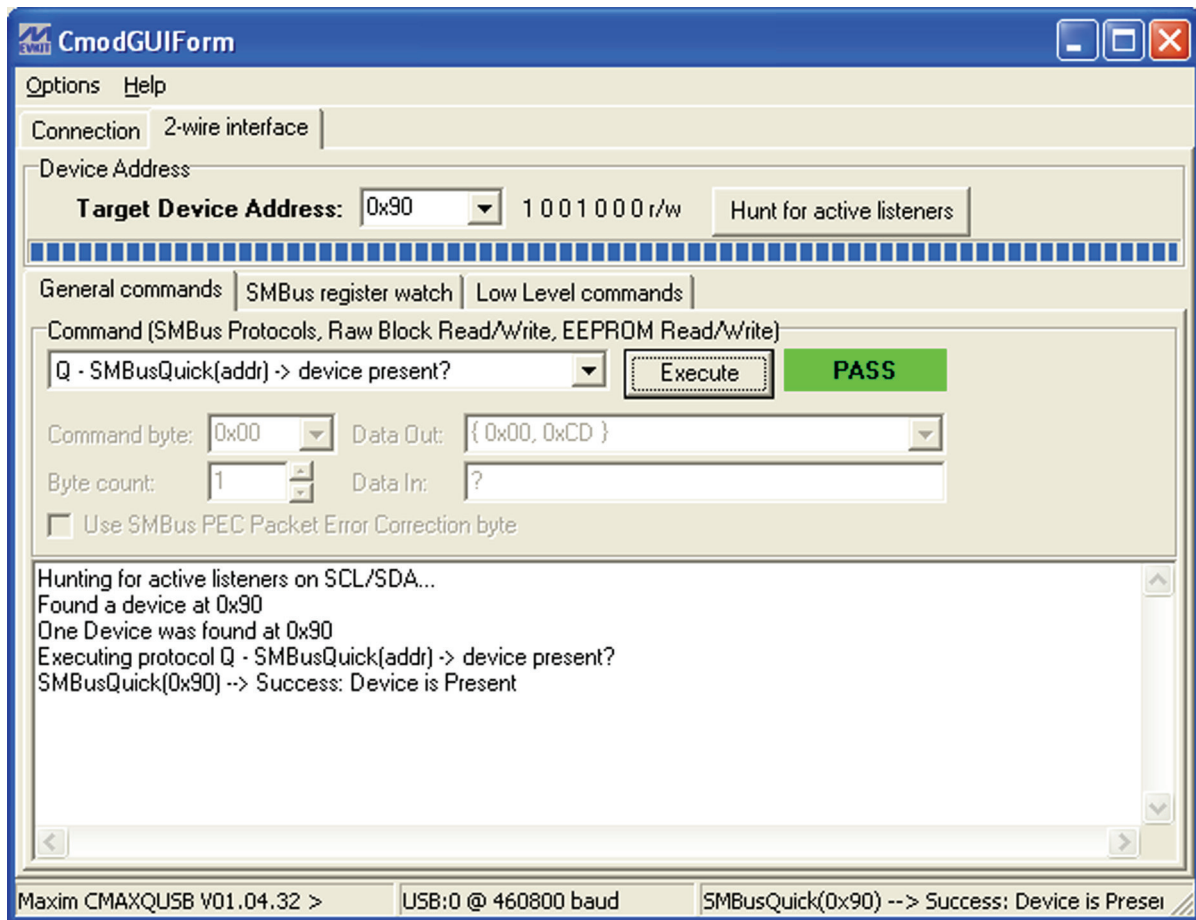 EVKIT CmodGUIForm
Options Help
Connection 2-wire interface
Device Address
Target Device Address: 0x90 1 0 0 1 0 0 0 r/w Hunt for active listeners
General commands SMBus register watch Low Level commands
Command (SMBus Protocols, Raw Block Read/Write, EEPROM Read/Write)
Q - SMBusQuick(addr) -> device present? Execute PASS
Command byte: 0x00 Data Out: { 0x00, 0xCD }
Byte count: 1 Data In: ?
Use SMBus PEC Packet Error Correction byte
Hunting for active listeners on SCL/SDA...
Found a device at 0x90
One Device was found at 0x90
Executing protocol Q - SMBusQuick(addr) -> device present?
SMBusQuick(0x90) --> Success: Device is Present
Maxim CMAXQUSB V01.04.32 > USB:0 @ 460800 baud SMBusQuick(0x90) --> Success: Device is Preser